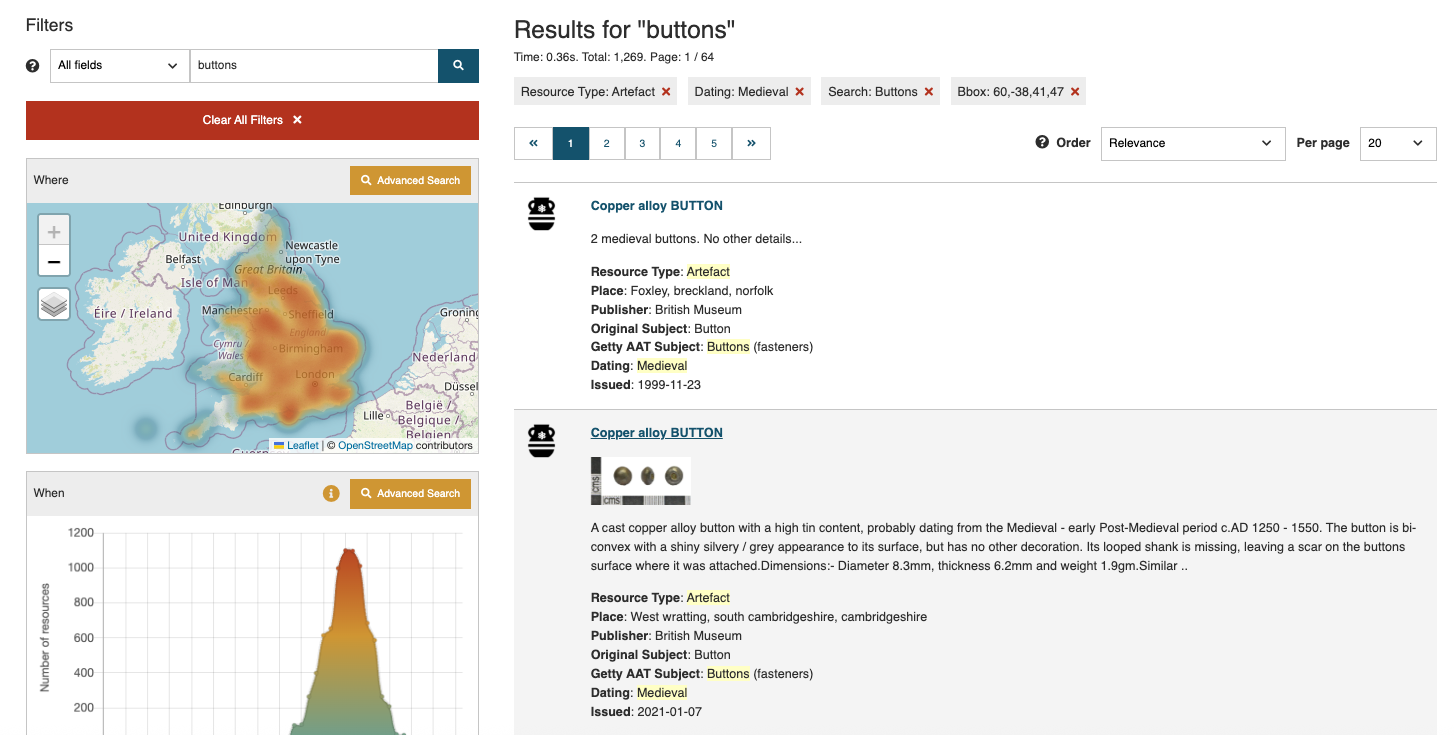 Filters
All fields
buttons
Clear All Filters ×
Where
Advanced Search
Edinburgh
United Kingdom
Newcastle upon Tyne
Belfast
Great Britain
Isle of Man
Leeds
Éire / Ireland
Manchester
Sheffield
Groning
England
Cymru / Wales
Birmingham
Nederland
Cardiff
London
Düssel
België / Belgique / Belgien
Lille
Leaflet | © OpenStreetMap contributors
When
Advanced Search
Number of resources
1200
1000
800
600
400
200
Results for "buttons"
Time: 0.36s. Total: 1,269. Page: 1 / 64
Resource Type: Artefact ×
Dating: Medieval ×
Search: Buttons ×
Bbox: 60,-38,41,47 ×
« 1 2 3 4 5 »
Order Relevance
Per page 20
Copper alloy BUTTON
2 medieval buttons. No other details...
Resource Type: Artefact
Place: Foxley, breckland, norfolk
Publisher: British Museum
Original Subject: Button
Getty AAT Subject: Buttons (fasteners)
Dating: Medieval
Issued: 1999-11-23
Copper alloy BUTTON
cms
cms
A cast copper alloy button with a high tin content, probably dating from the Medieval - early Post-Medieval period c.AD 1250 - 1550. The button is bi-
convex with a shiny silvery / grey appearance to its surface, but has no other decoration. Its looped shank is missing, leaving a scar on the buttons
surface where it was attached.Dimensions:- Diameter 8.3mm, thickness 6.2mm and weight 1.9gm.Similar ..
Resource Type: Artefact
Place: West wratting, south cambridgeshire, cambridgeshire
Publisher: British Museum
Original Subject: Button
Getty AAT Subject: Buttons (fasteners)
Dating: Medieval
Issued: 2021-01-07